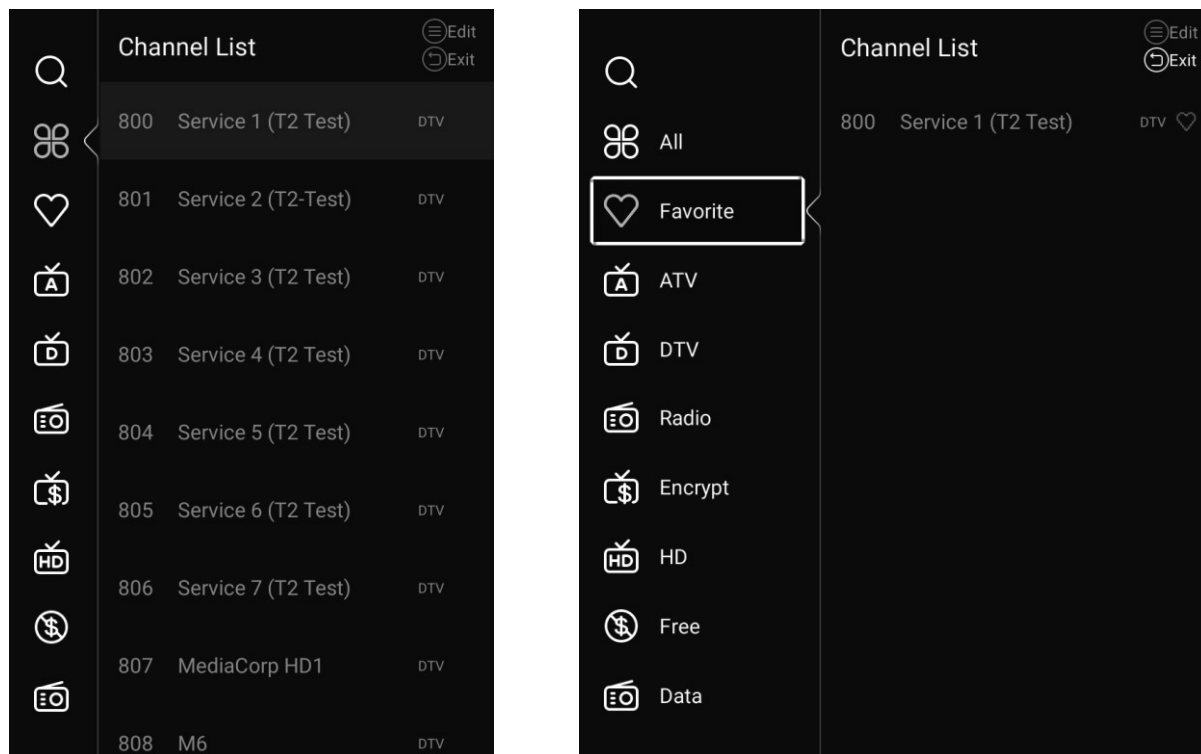 Channel List
Edit
Exit
800 Service 1 (T2 Test) DTV
801 Service 2 (T2-Test) DTV
A
802 Service 3 (T2 Test) DTV
D
803 Service 4 (T2 Test) DTV
804 Service 5 (T2 Test) DTV
$
805 Service 6 (T2 Test) DTV
HD
806 Service 7 (T2 Test) DTV
$
807 MediaCorp HD1 DTV
808 M6 DTV
Channel List
Edit
Exit
All
Favorite
A ATV
D DTV
Radio
$ Encrypt
HD HD
$ Free
Data
800 Service 1 (T2 Test) DTV